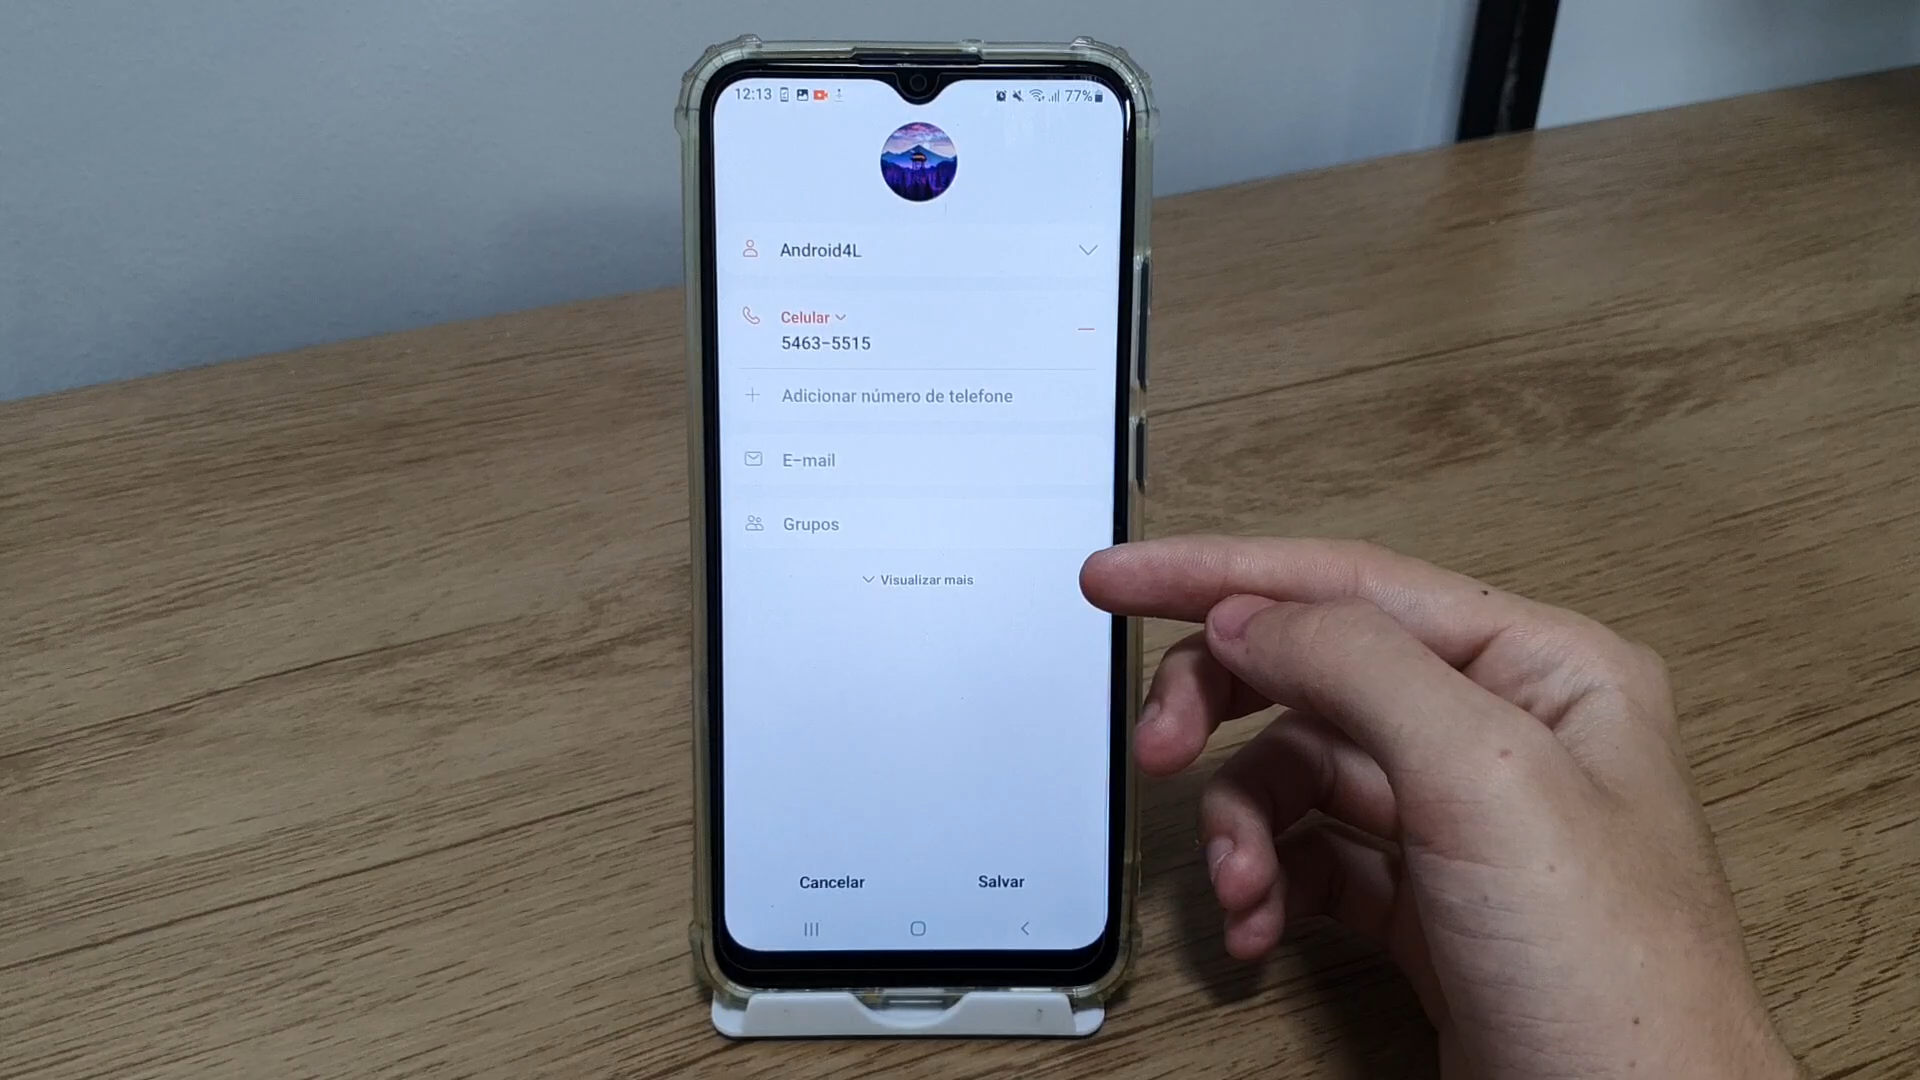 12:13 77%
Android4L
Celular
5463-5515
Adicionar número de telefone
E-mail
Grupos
Visualizar mais
Cancelar Salvar